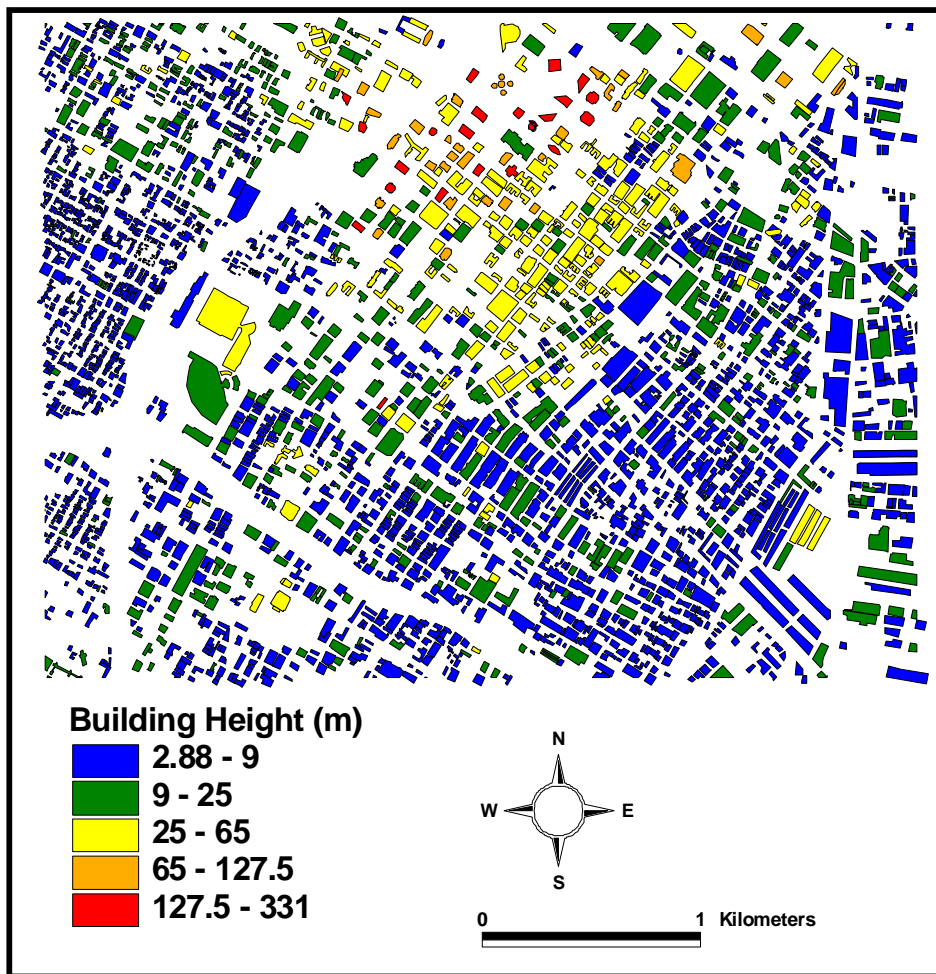 Building Height (m)
2.88 - 9
9 - 25
25 - 65
65 - 127.5
127.5 - 331
N
W E
S
0 1 Kilometers